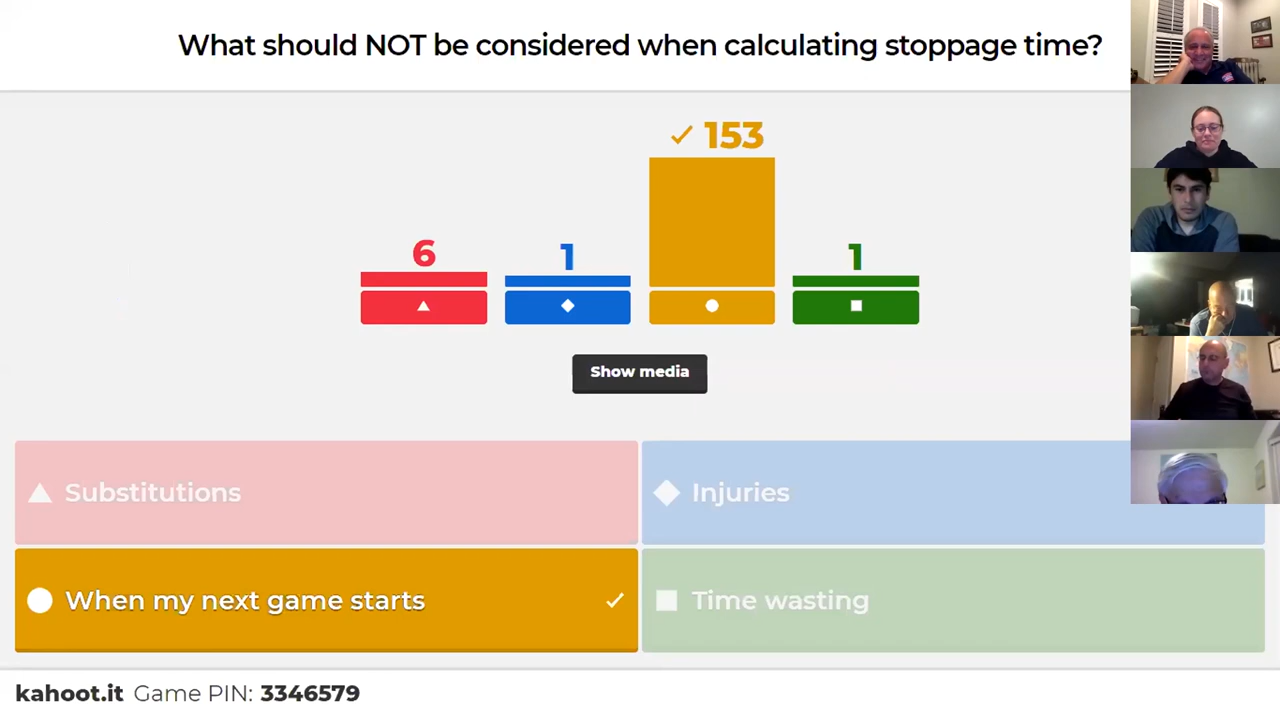 What should NOT be considered when calculating stoppage time?
153
6
1
1
Show media
Substitutions
Injuries
When my next game starts
Time wasting
kahoot.it Game PIN: 3346579